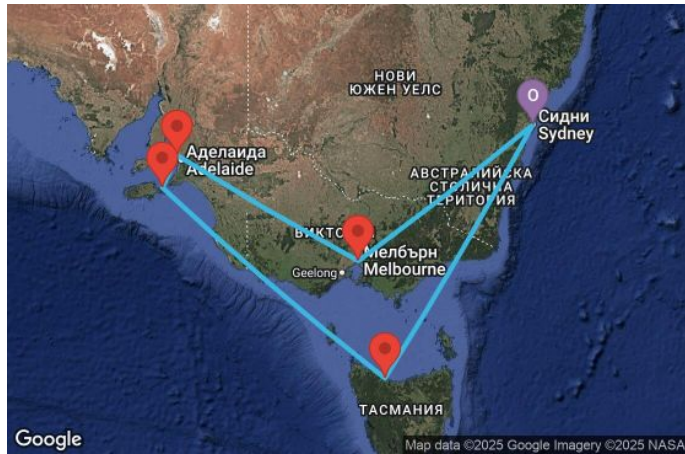 НОВИ
ЮЖЕН УЕЛС
O
Сидни
Sydney
Аделаида
Adelaide
АВСТРАЛИЙСКА
СТОЛИЧНА
ТЕРИТОРИЯ
Мелбърн
Melbourne
Geelong
ТАСМАНИЯ
Google
Map data ©2025 Google Imagery ©2025 NASA